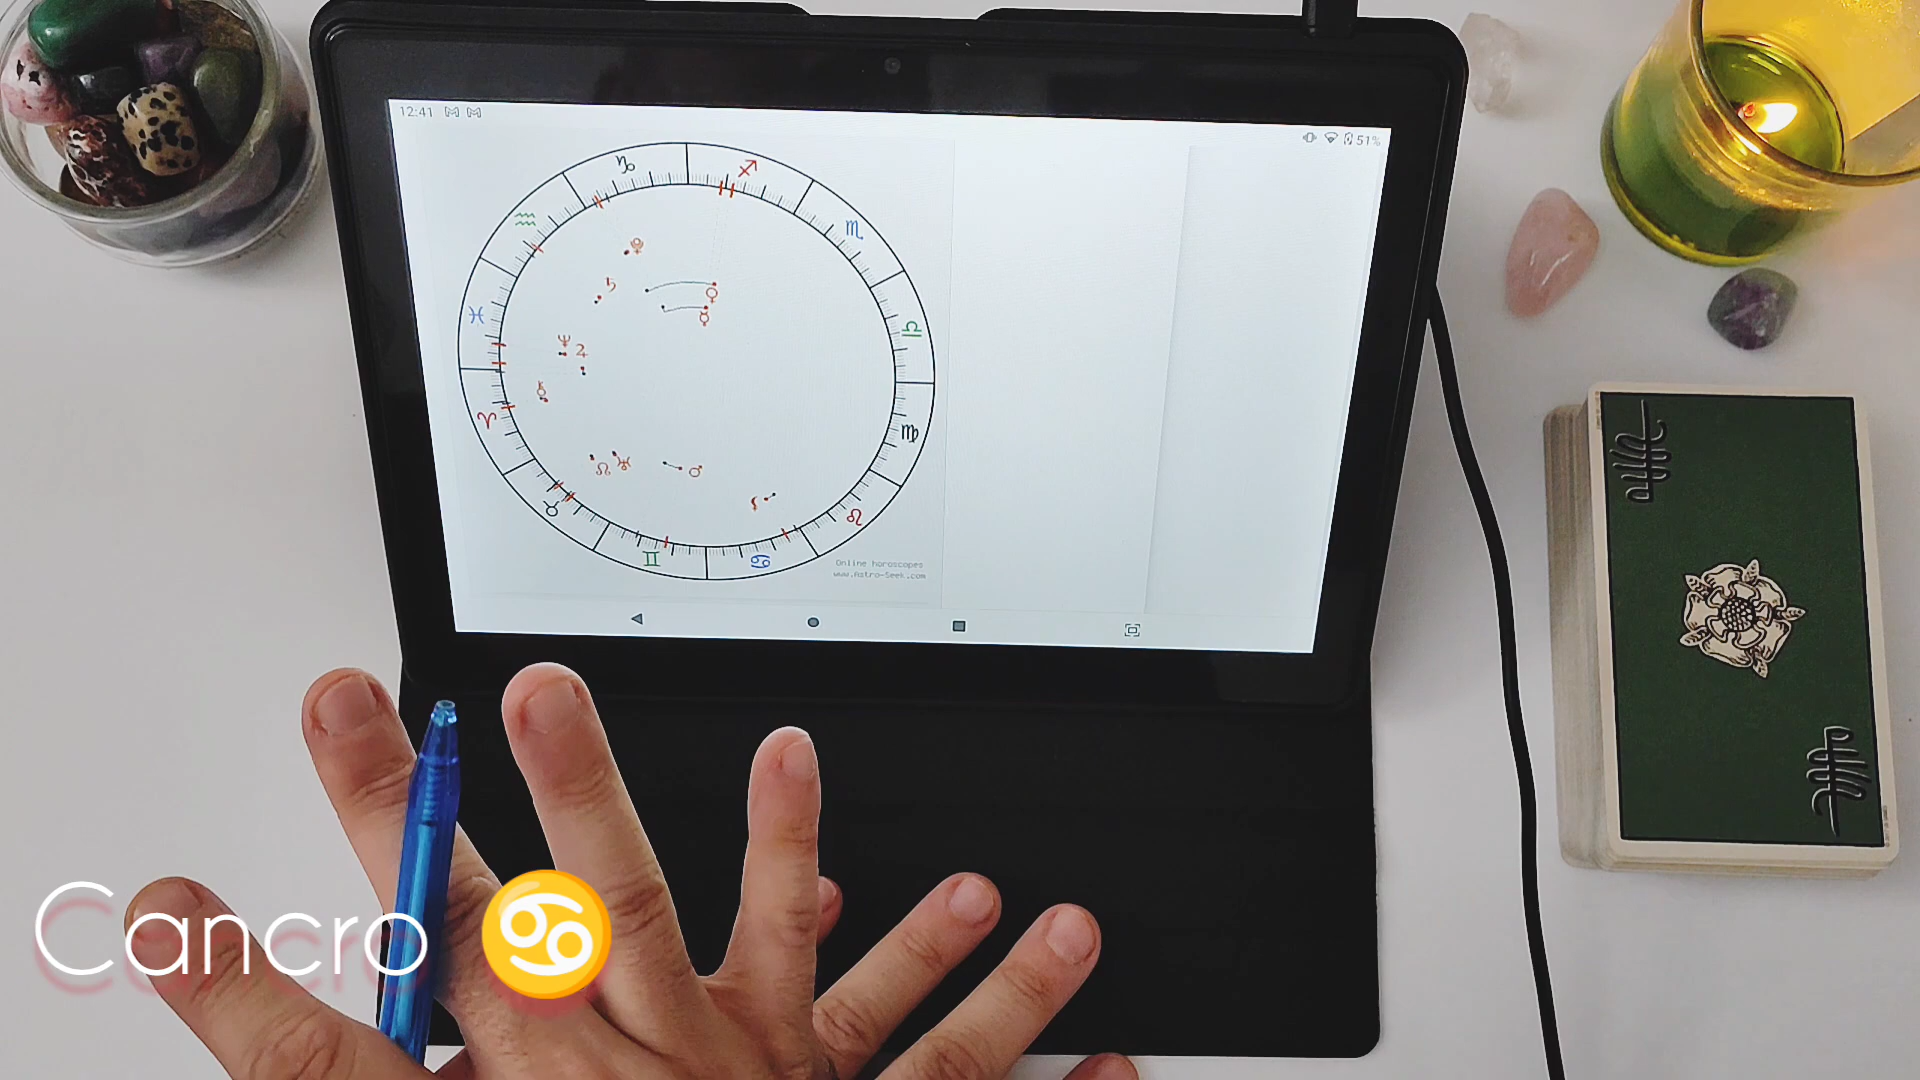 12:41
51%
Online horoscopes
www.Astro-Seek.com
Cancro ♋